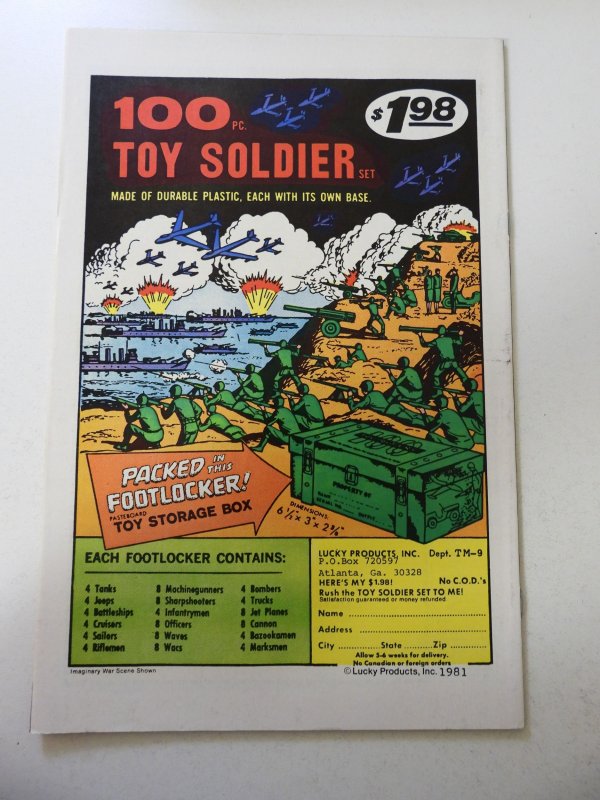 100 PC.
$1.98
TOY SOLDIER SET
MADE OF DURABLE PLASTIC, EACH WITH ITS OWN BASE.
PACKED IN THIS
FOOTLOCKER!
PASTEBOARD
TOY STORAGE BOX
DIMENSIONS:
6 1/2" x 3" x 2 3/8"
PROPERTY OF
EACH FOOTLOCKER CONTAINS:
4 Tanks
4 Jeeps
4 Battleships
4 Cruisers
4 Sailors
4 Riflemen
8 Machinegunners
8 Sharpshooters
4 Infantrymen
8 Officers
8 Waves
8 Wacs
4 Bombers
4 Trucks
8 Jet Planes
8 Cannon
4 Bazookamen
4 Marksmen
LUCKY PRODUCTS, INC. Dept. TM-9
P.O.Box 720597
Atlanta, Ga. 30328
HERE'S MY $1.98! No C.O.D.'s
Rush the TOY SOLDIER SET TO ME!
Satisfaction guaranteed or money refunded
Name
Address
City State Zip
Allow 5-6 weeks for delivery.
No Canadian or foreign orders
Imaginary War Scene Shown
© Lucky Products, Inc. 1981